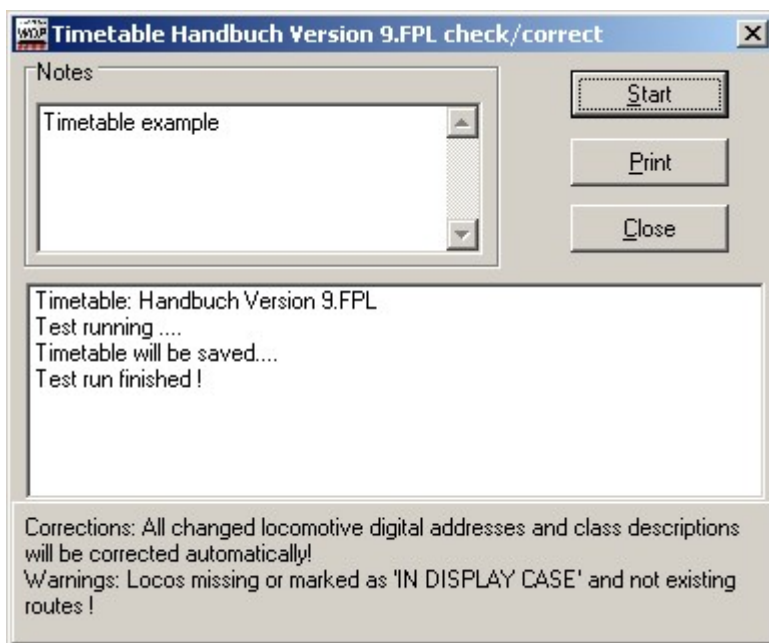 WDP Timetable Handbuch Version 9.FPL check/correct
Notes
Timetable example
Start
Print
Close
Timetable: Handbuch Version 9.FPL
Test running ....
Timetable will be saved....
Test run finished !
Corrections: All changed locomotive digital addresses and class descriptions
will be corrected automatically!
Warnings: Locos missing or marked as 'IN DISPLAY CASE' and not existing
routes !